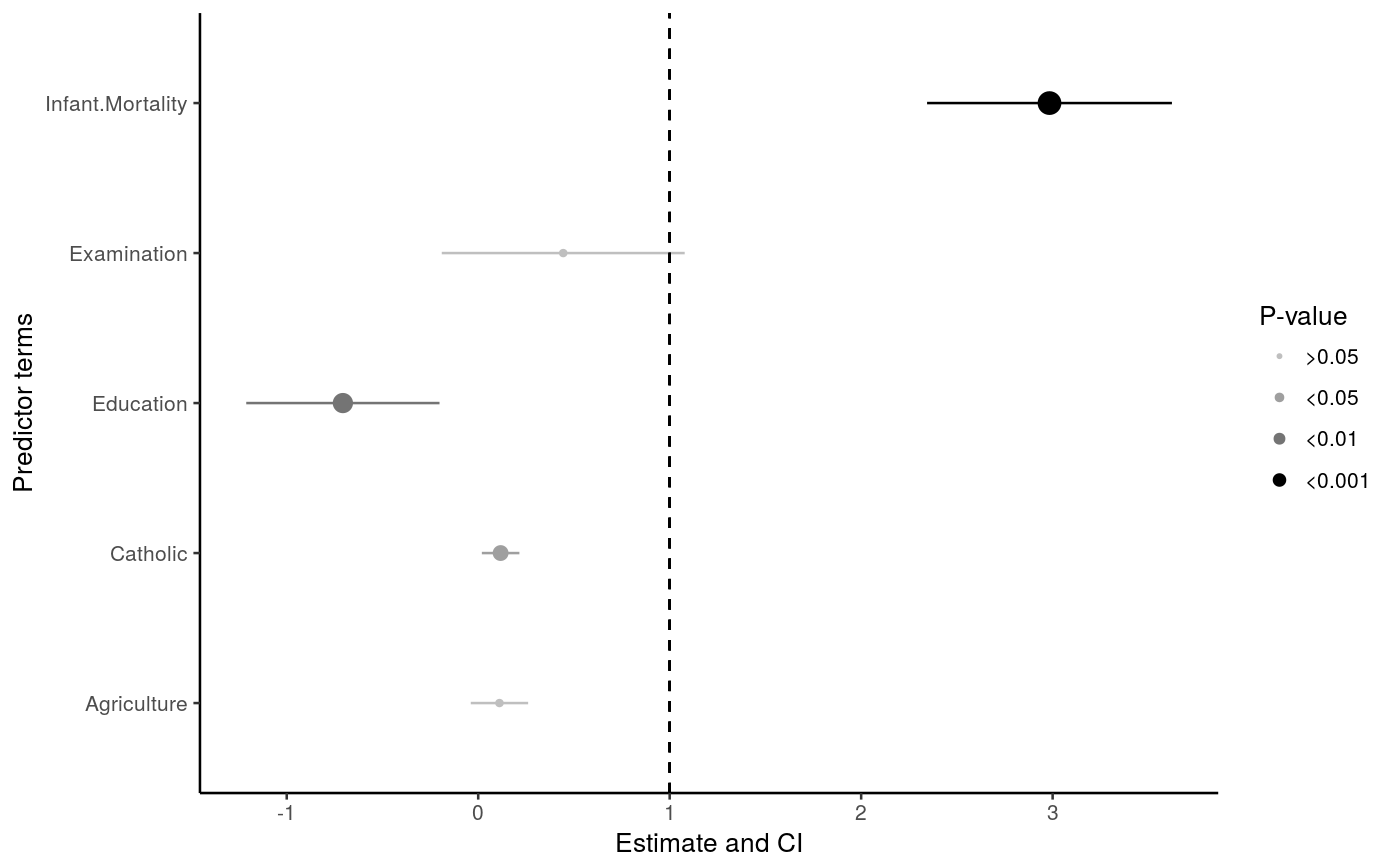 Predictor terms
Infant.Mortality
Examination
Education
Catholic
Agriculture
-1 0 1 2 3
Estimate and CI
P-value
>0.05
<0.05
<0.01
<0.001